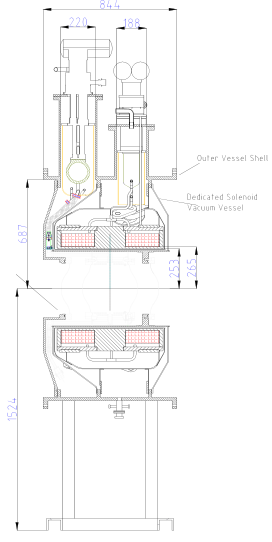 844
220
188
Outer Vessel Shell
Dedicated Solenoid
Vacuum Vessel
687
253
265
1524